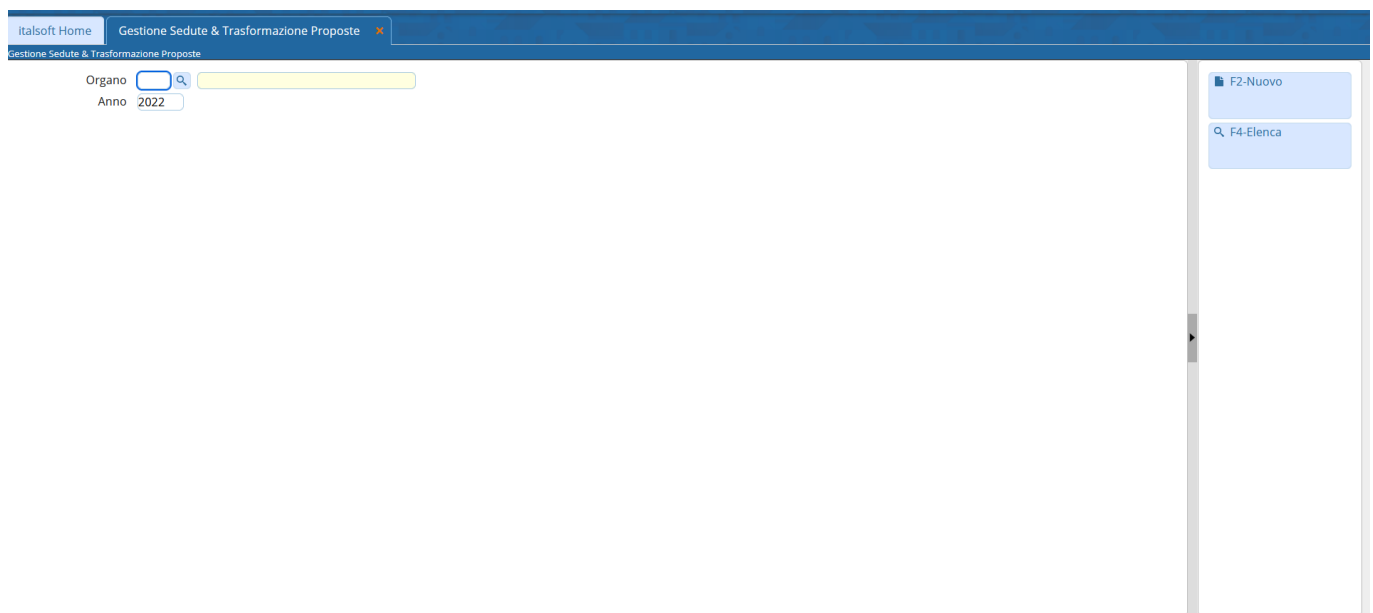 italsoft Home
Gestione Sedute & Trasformazione Proposte ×
Gestione Sedute & Trasformazione Proposte
Organo
Anno 2022
F2-Nuovo
F4-Elenca